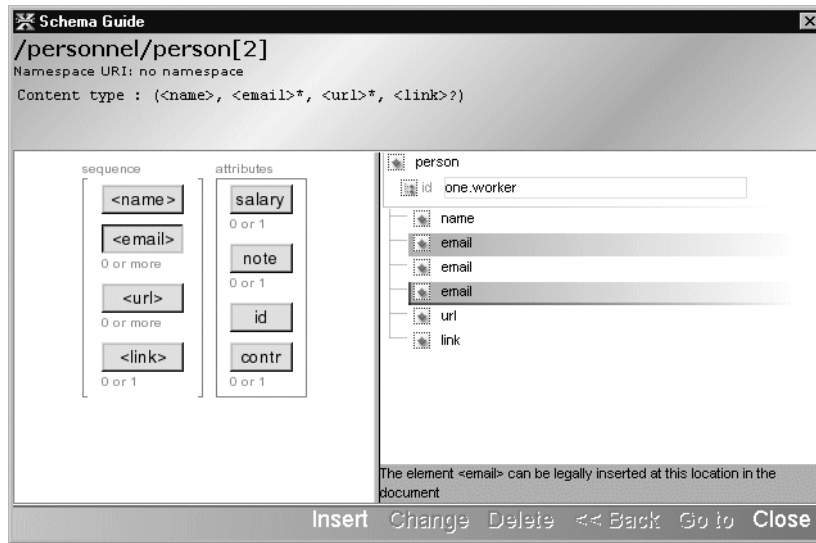 Schema Guide
/personnel/person[2]
Namespace URI: no namespace
Content type : (<name>, <email>*, <url>*, <link>?)
sequence
<name>
<email>
0 or more
<url>
0 or more
<link>
0 or 1
attributes
salary
0 or 1
note
0 or 1
id
contr
0 or 1
person
id one.worker
name
email
email
email
url
link
The element <email> can be legally inserted at this location in the
document
Insert Change Delete << Back Go to Close